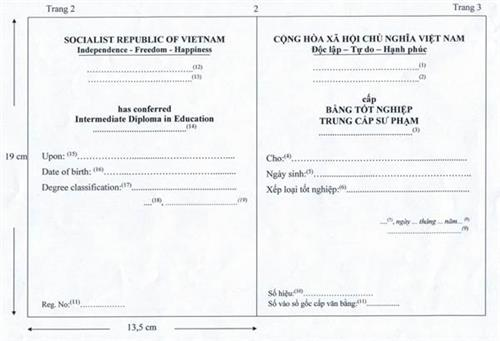 Trang 2
2
Trang 3
SOCIALIST REPUBLIC OF VIETNAM
Independence - Freedom - Happiness
................................(12)
................................(13)
has conferred
Intermediate Diploma in Education
................................(14)
Upon: (15)................................
Date of birth: (16)................................
Degree classification:(17)................................
....(18), ................................(19)
Reg. No:(11)................................
CỘNG HÒA XÃ HỘI CHỦ NGHĨA VIỆT NAM
Độc lập – Tự do – Hạnh phúc
................................(1)
................................(2)
cấp
BẰNG TỐT NGHIỆP
TRUNG CẤP SƯ PHẠM
................................(3)
Cho:(4)................................
Ngày sinh:(5)................................
Xếp loại tốt nghiệp:(6)................................
....(7), ngày ... tháng ... năm... (8)
................................(9)
Số hiệu:(10)................................
Số vào sổ gốc cấp văn bằng:(11)................................
19 cm
13,5 cm